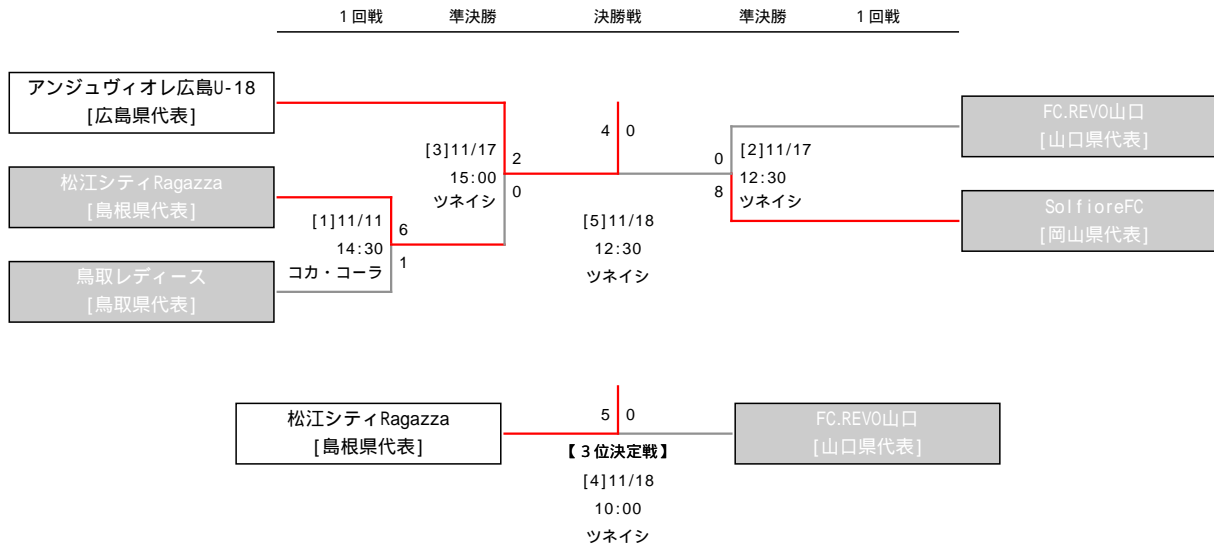 1回戦 準決勝 決勝戦 準決勝 1回戦
アンジュヴィオレ広島U-18
[広島県代表]
松江シティRagazza
[島根県代表]
鳥取レディース
[鳥取県代表]
[1]11/11
14:30
コカ・コーラ
6
1
[3]11/17
15:00
ツネイシ
2
0
4 0
[5]11/18
12:30
ツネイシ
0
8
[2]11/17
12:30
ツネイシ
FC.REVO山口
[山口県代表]
SolfioreFC
[岡山県代表]
松江シティRagazza
[島根県代表]
5 0
【３位決定戦】
[4]11/18
10:00
ツネイシ
FC.REVO山口
[山口県代表]